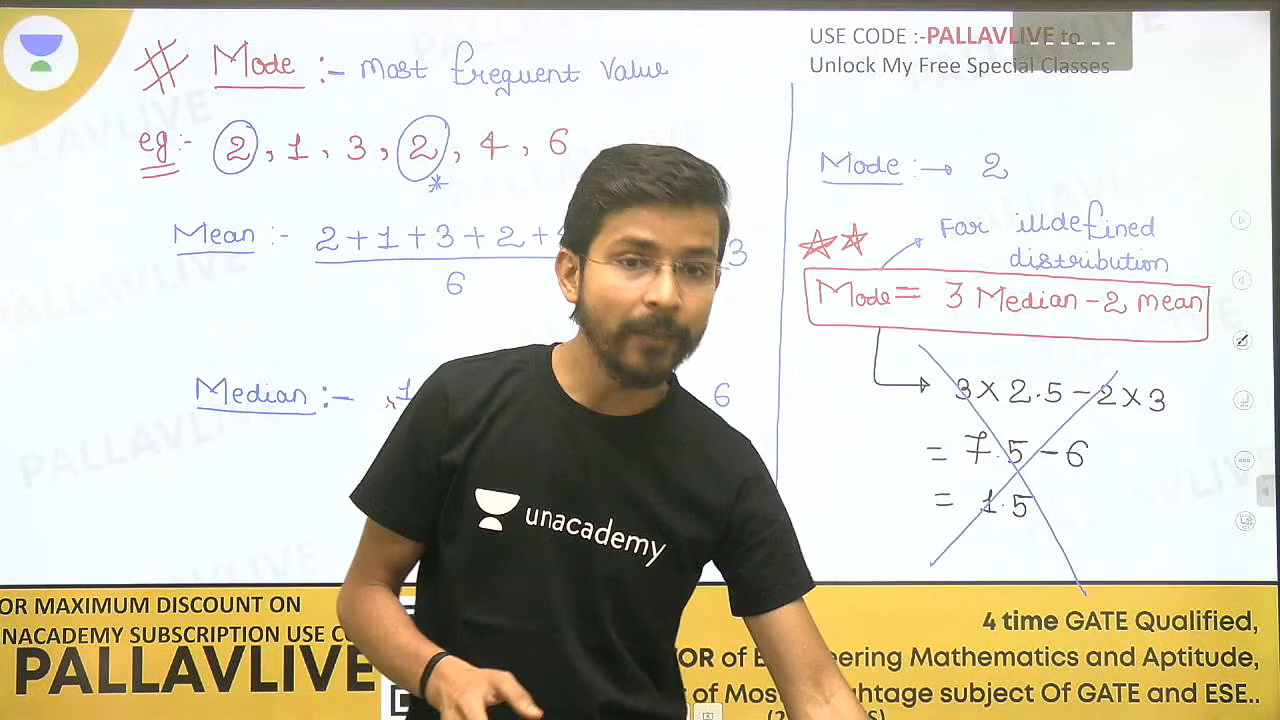 USE CODE :-PALLAVLIVE to
Unlock My Free Special Classes
# Mode :- most frequent value
eg:- 2, 1, 3, 2, 4, 6
*
Mean :- 2+1+3+2+
6
3
Median :- 1
6
Mode :→ 2
For illdefined
distribution
Mode = 3 Median - 2 mean
3 × 2.5 - 2 × 3
= 7.5 - 6
= 1.5
unacademy
OR MAXIMUM DISCOUNT ON
NACADEMY SUBSCRIPTION USE
PALLAVLIVE
4 time GATE Qualified,
OR of E ering Mathematics and Aptitude,
of Mos htage subject Of GATE and ESE..